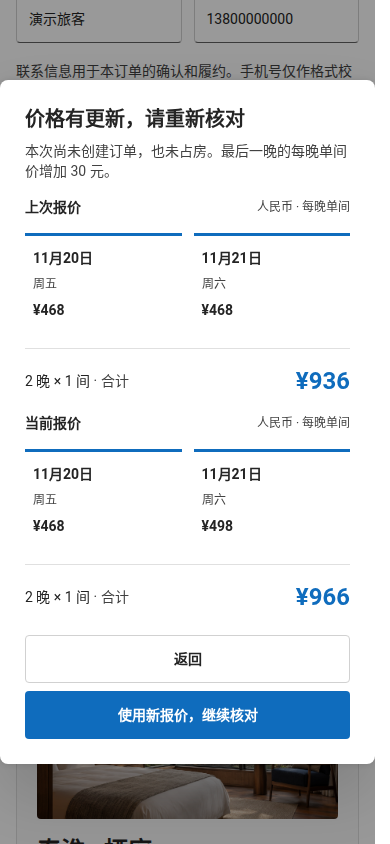 演示旅客
13800000000
联系信息用于本订单的确认和履约。手机号仅作格式校
价格有更新，请重新核对
本次尚未创建订单，也未占房。最后一晚的每晚单间
价增加 30 元。
上次报价
人民币 · 每晚单间
11月20日
11月21日
周五
周六
¥468
¥468
2 晚 × 1 间 · 合计
¥936
当前报价
人民币 · 每晚单间
11月20日
11月21日
周五
周六
¥468
¥498
2 晚 × 1 间 · 合计
¥966
返回
使用新报价，继续核对